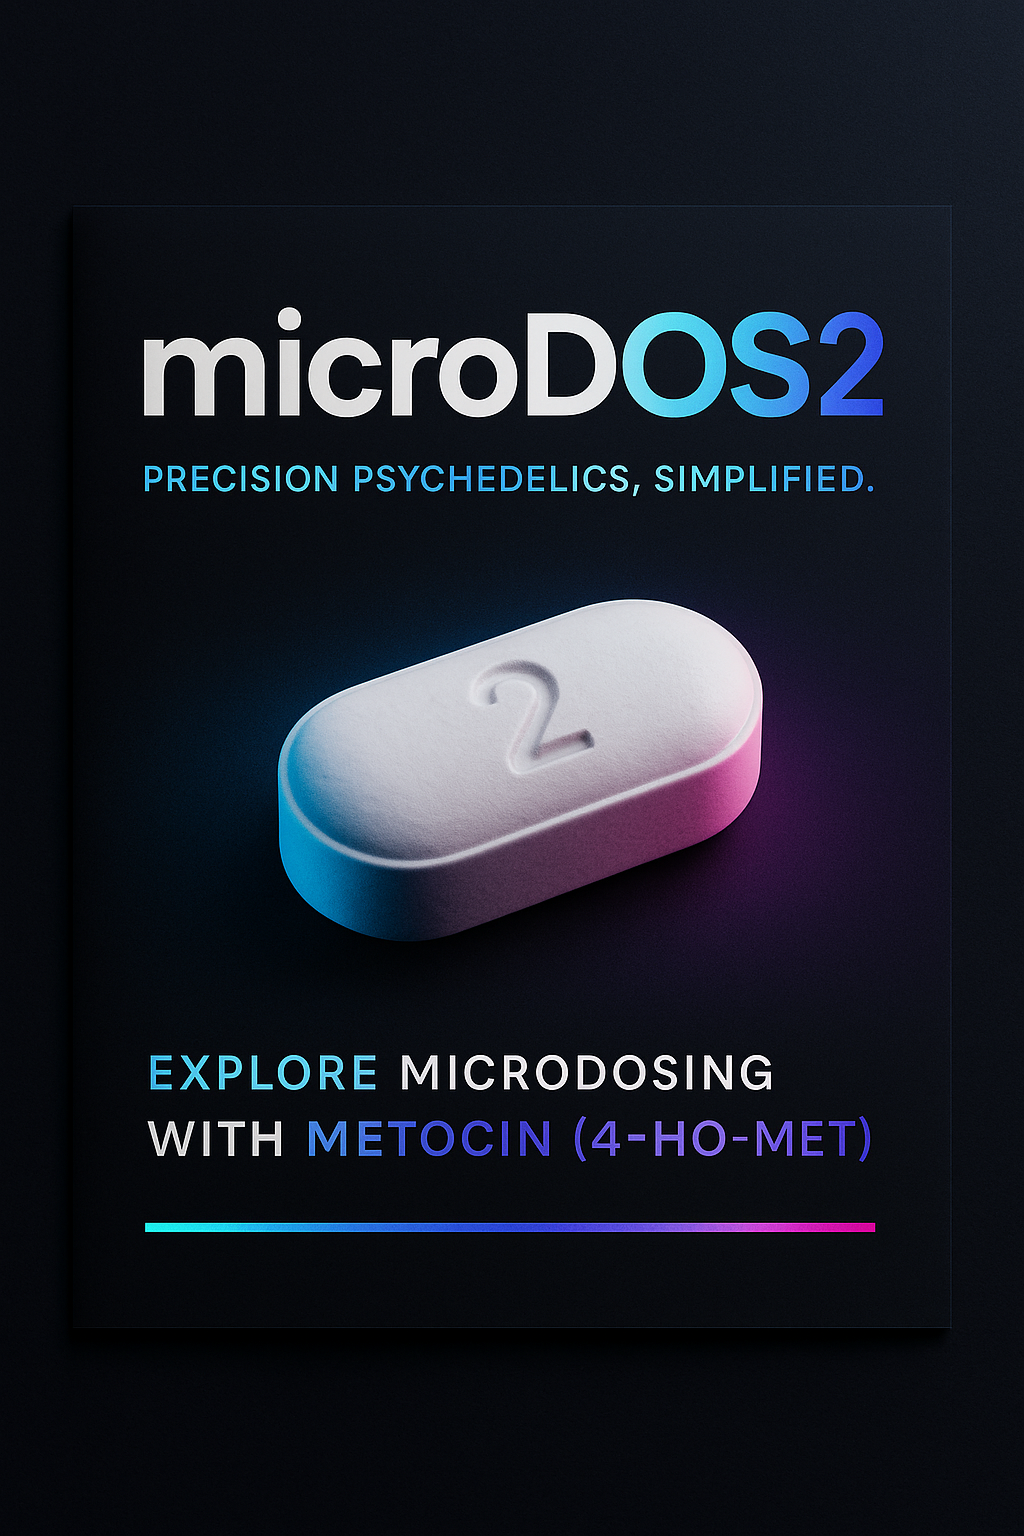 microDOS2
PRECISION PSYCHEDELICS, SIMPLIFIED.
2
EXPLORE MICRODOSING
WITH METOCIN (4-HO-MET)